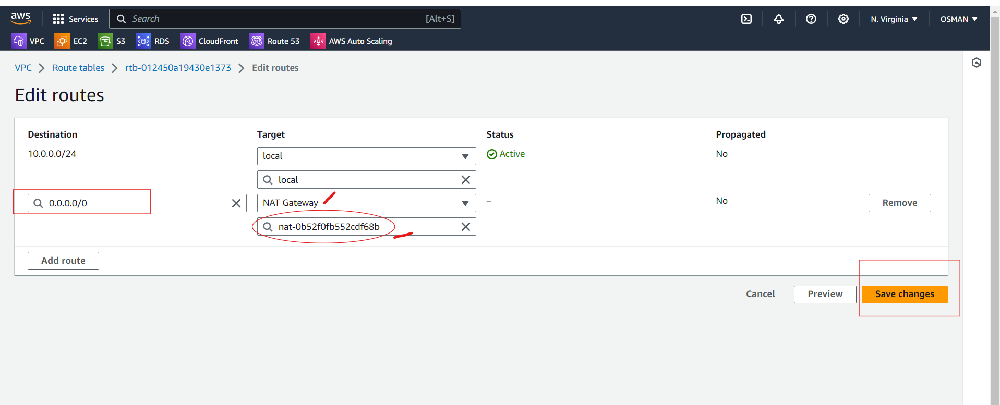 aws Services Search [Alt+S] N. Virginia OSMAN
VPC EC2 S3 RDS CloudFront Route 53 AWS Auto Scaling
VPC Route tables rtb-012450a19430e1373 Edit routes
Edit routes
Destination Target Status Propagated
10.0.0.0/24 local Active No
local
0.0.0.0/0 NAT Gateway – No Remove
nat-0b52f0fb552cdf68b
Add route
Cancel Preview Save changes